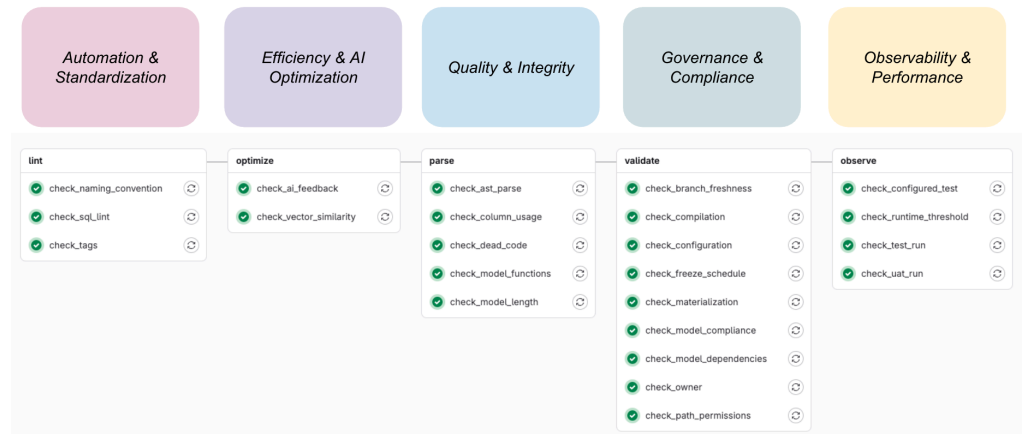 Automation &
Standardization
Efficiency & AI
Optimization
Quality & Integrity
Governance &
Compliance
Observability &
Performance
lint
check_naming_convention
check_sql_lint
check_tags
optimize
check_ai_feedback
check_vector_similarity
parse
check_ast_parse
check_column_usage
check_dead_code
check_model_functions
check_model_length
validate
check_branch_freshness
check_compilation
check_configuration
check_freeze_schedule
check_materialization
check_model_compliance
check_model_dependencies
check_owner
check_path_permissions
observe
check_configured_test
check_runtime_threshold
check_test_run
check_uat_run